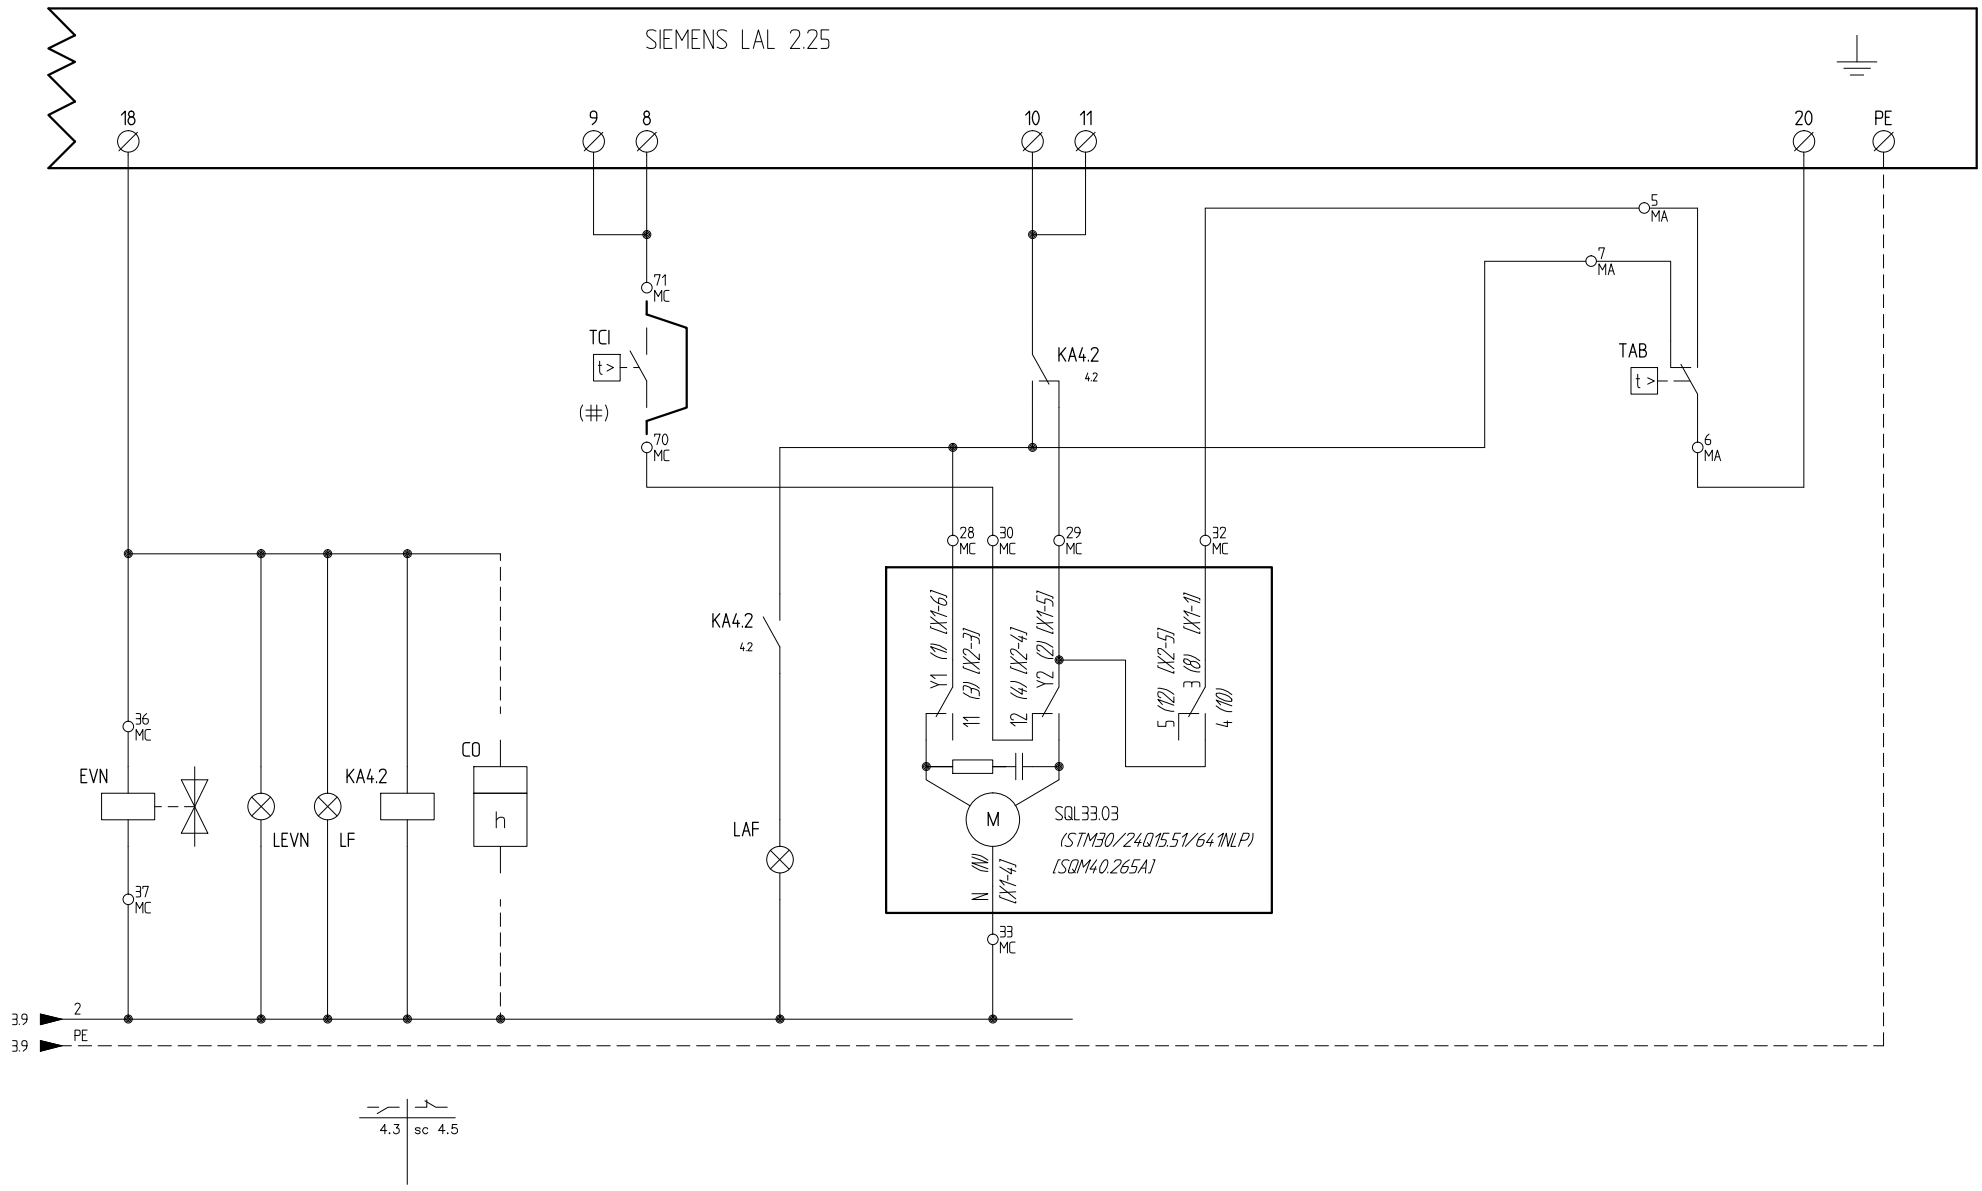 SIEMENS LAL 2.25
18
9
8
10
11
20
PE
5
MA
7
MA
71
MC
TCI
t>
(#)
70
MC
KA4.2
4.2
TAB
t >
6
MA
28
MC
30
MC
29
MC
32
MC
KA4.2
4.2
Y1 (1) [X1-6]
11 (3) [X2-3]
12 (4) [X2-4]
Y2 (2) [X1-5]
5 (12) [X2-5]
3 (8) [X1-1]
4 (10)
36
MC
EVN
LEVN
LF
KA4.2
CO
h
LAF
M
SQL33.03
(STM30/24Q15.51/641NLP)
[SQM40.265A]
N (N)
[X1-4]
37
MC
33
MC
3.9
2
3.9
PE
4.3
sc 4.5